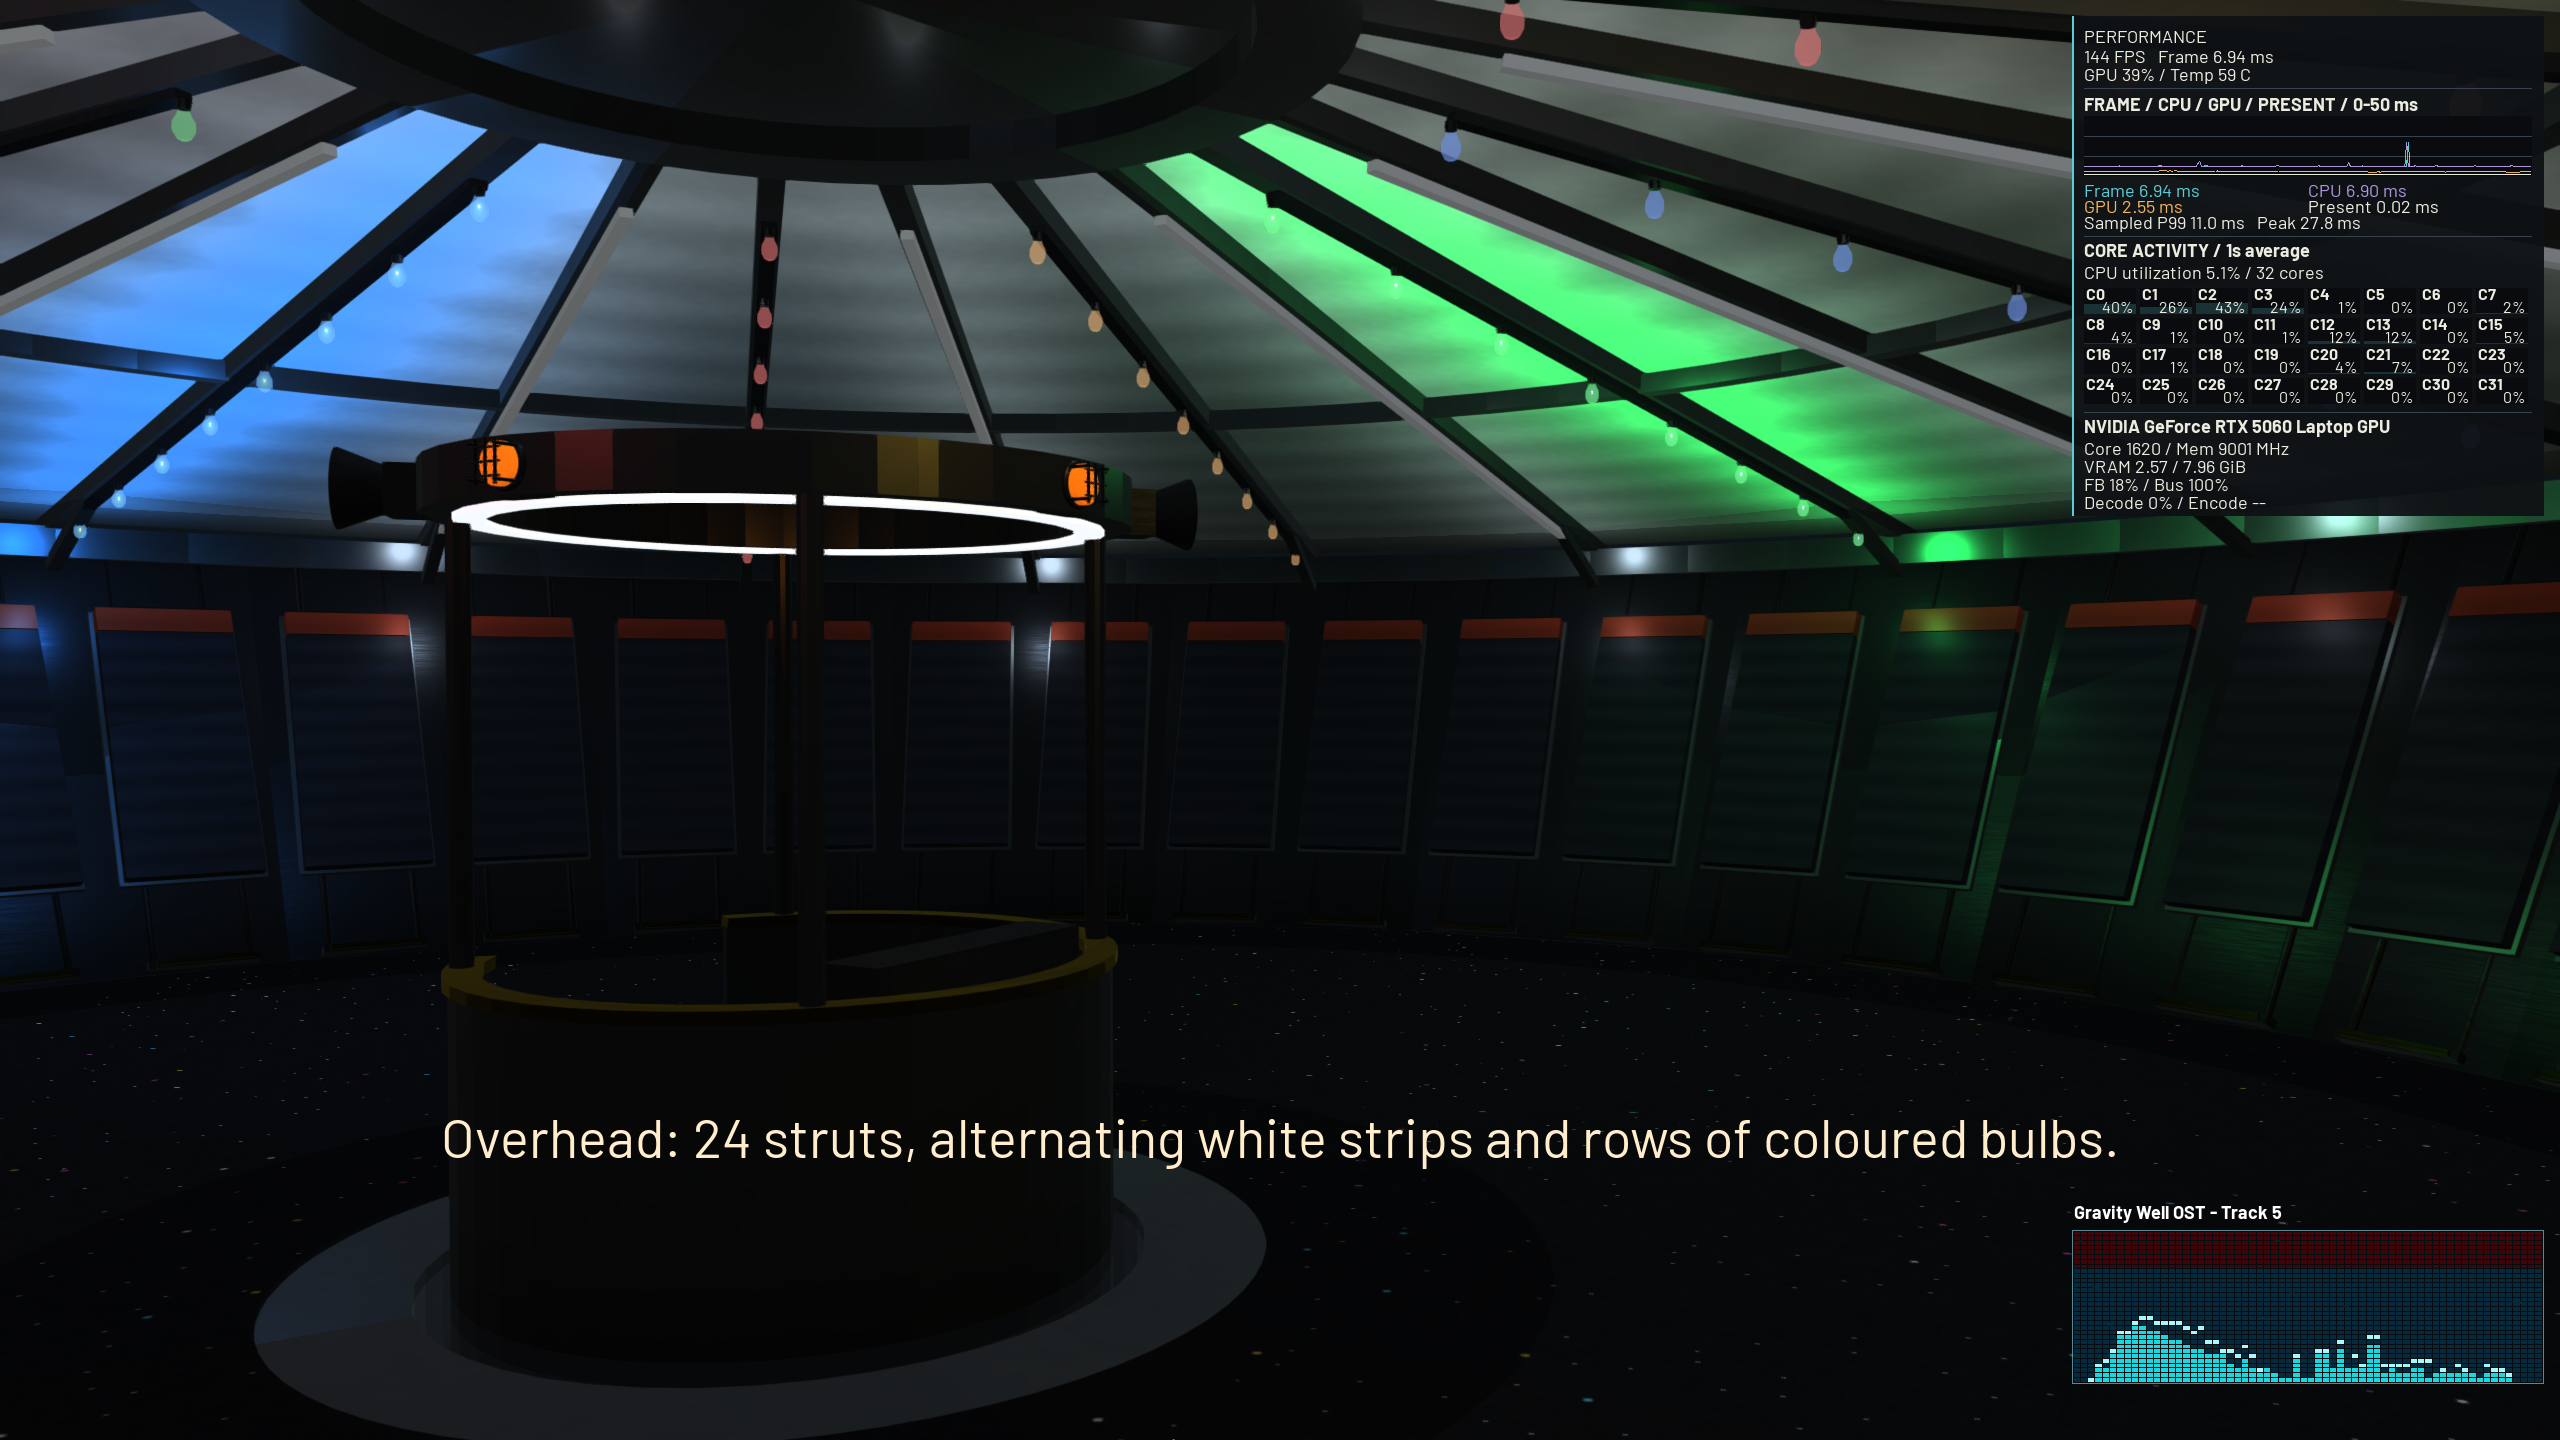 PERFORMANCE
144 FPS Frame 6.94 ms
GPU 39% / Temp 59 C
FRAME / CPU / GPU / PRESENT / 0-50 ms
Frame 6.94 ms CPU 6.90 ms
GPU 2.55 ms Present 0.02 ms
Sampled P99 11.0 ms Peak 27.8 ms
CORE ACTIVITY / 1s average
CPU utilization 5.1% / 32 cores
C0 C1 C2 C3 C4 C5 C6 C7
40% 26% 43% 24% 1% 0% 0% 2%
C8 C9 C10 C11 C12 C13 C14 C15
4% 1% 0% 1% 12% 12% 0% 5%
C16 C17 C18 C19 C20 C21 C22 C23
0% 1% 0% 0% 4% 7% 0% 0%
C24 C25 C26 C27 C28 C29 C30 C31
0% 0% 0% 0% 0% 0% 0% 0%
NVIDIA GeForce RTX 5060 Laptop GPU
Core 1620 / Mem 9001 MHz
VRAM 2.57 / 7.96 GiB
FB 18% / Bus 100%
Decode 0% / Encode --
Overhead: 24 struts, alternating white strips and rows of coloured bulbs.
Gravity Well OST - Track 5